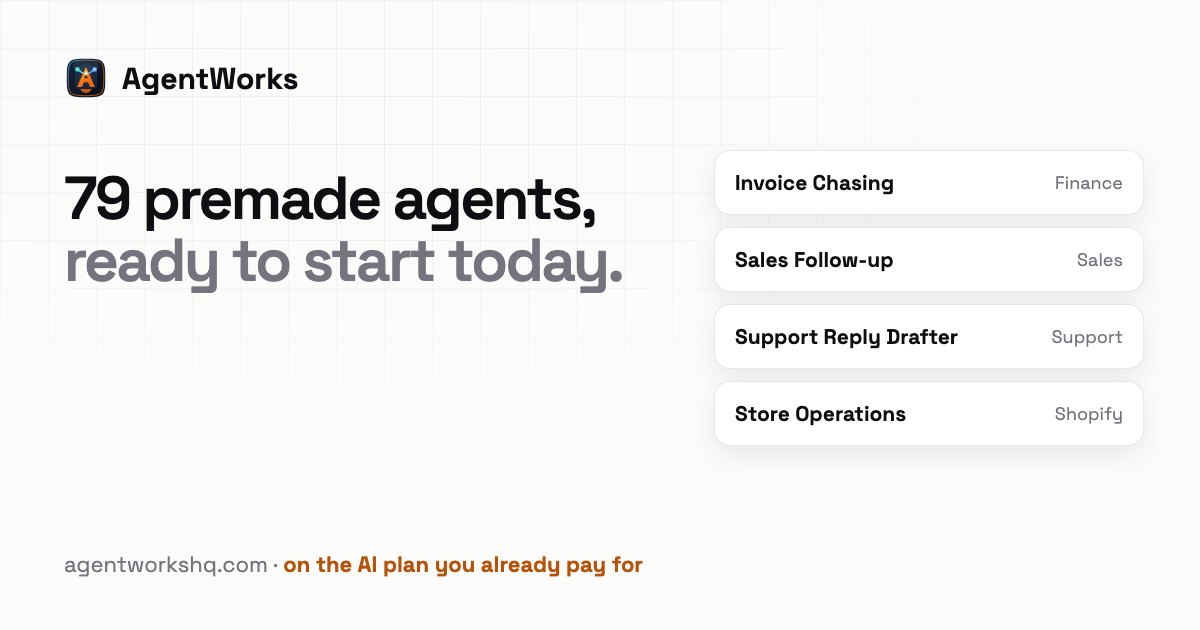 AgentWorks
79 premade agents,
ready to start today.
Invoice Chasing Finance
Sales Follow-up Sales
Support Reply Drafter Support
Store Operations Shopify
agentworkshq.com · on the AI plan you already pay for